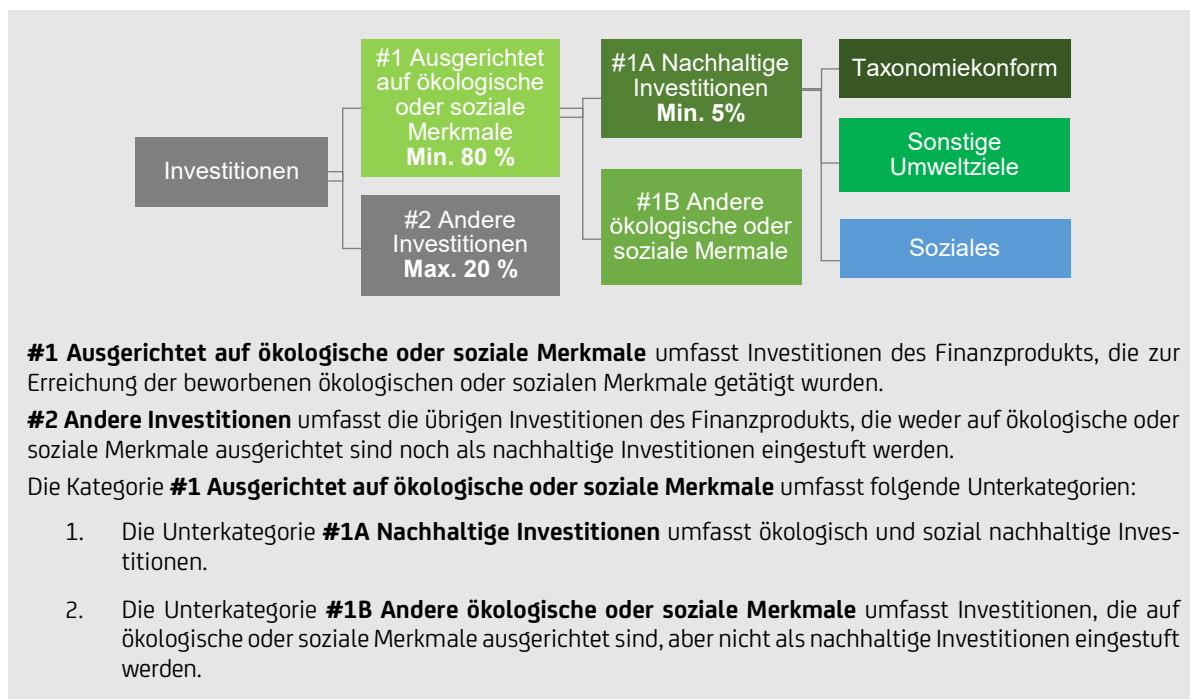 Investitionen
#1 Ausgerichtet
auf ökologische
oder soziale
Merkmale
Min. 80 %
#2 Andere
Investitionen
Max. 20 %
#1A Nachhaltige
Investitionen
Min. 5%
#1B Andere
ökologische oder
soziale Mermale
Taxonomiekonform
Sonstige
Umweltziele
Soziales
#1 Ausgerichtet auf ökologische oder soziale Merkmale umfasst Investitionen des Finanzprodukts, die zur
Erreichung der beworbenen ökologischen oder sozialen Merkmale getätigt wurden.
#2 Andere Investitionen umfasst die übrigen Investitionen des Finanzprodukts, die weder auf ökologische oder
soziale Merkmale ausgerichtet sind noch als nachhaltige Investitionen eingestuft werden.
Die Kategorie #1 Ausgerichtet auf ökologische oder soziale Merkmale umfasst folgende Unterkategorien:
1. Die Unterkategorie #1A Nachhaltige Investitionen umfasst ökologisch und sozial nachhaltige Inves-
titionen.
2. Die Unterkategorie #1B Andere ökologische oder soziale Merkmale umfasst Investitionen, die auf
ökologische oder soziale Merkmale ausgerichtet sind, aber nicht als nachhaltige Investitionen eingestuft
werden.